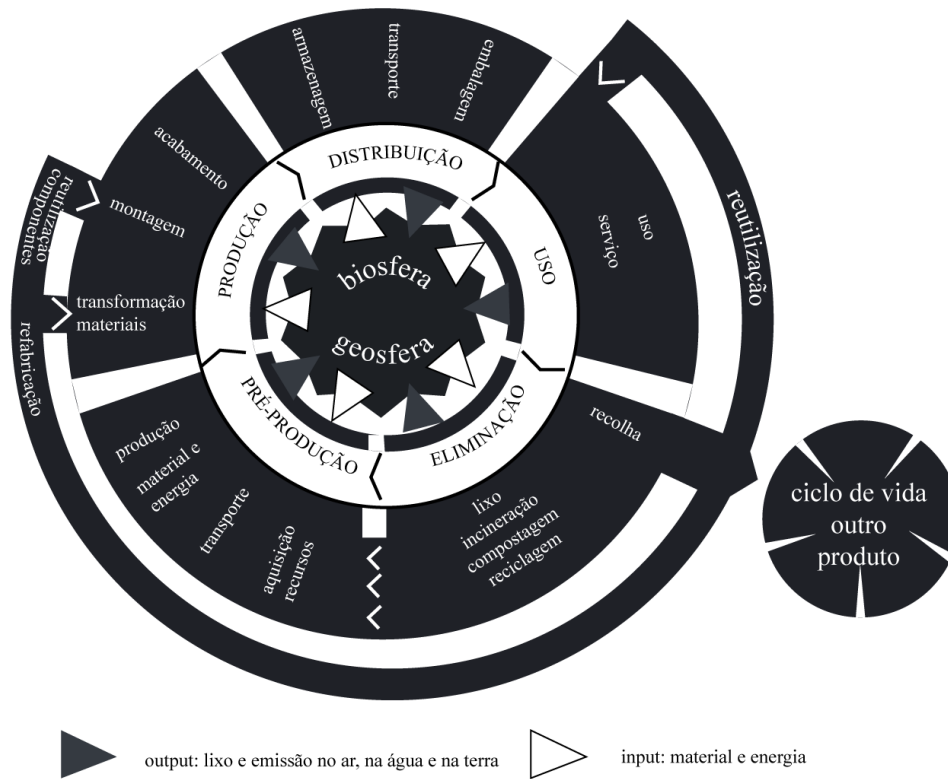 armazenagem
transporte
embalagem
DISTRIBUIÇÃO
acabamento
montagem
transformação
materiais
PRODUÇÃO
reutilização
componentes
refabricação
USO
uso
serviço
reutilização
biosfera
geosfera
PRÉ-PRODUÇÃO
produção
material e
energia
transporte
aquisição
recursos
ELIMINAÇÃO
recolha
lixo
incineração
compostagem
reciclagem
ciclo de vida
outro
produto
output: lixo e emissão no ar, na água e na terra
input: material e energia